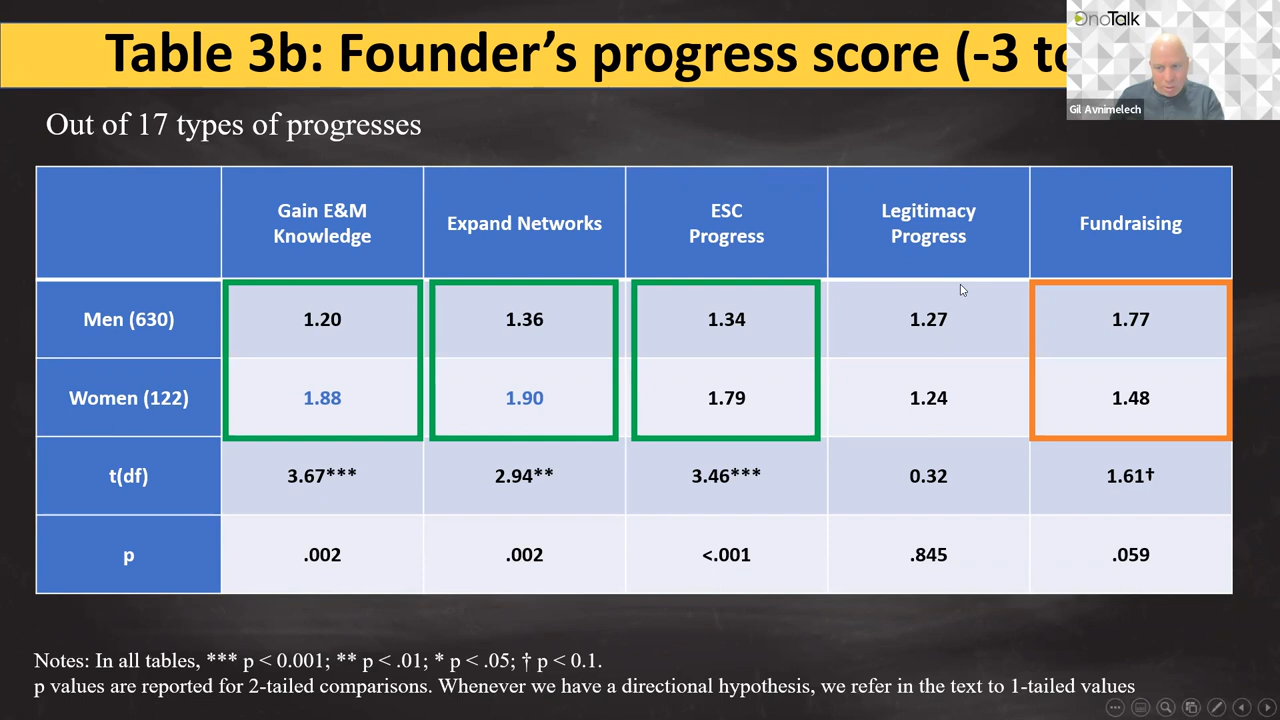 Table 3b: Founder's progress score (-3 to
OnoTalk
Gil Avnimelech
Out of 17 types of progresses
Gain E&M Knowledge
Expand Networks
ESC Progress
Legitimacy Progress
Fundraising
Men (630) 1.20 1.36 1.34 1.27 1.77
Women (122) 1.88 1.90 1.79 1.24 1.48
t(df) 3.67*** 2.94** 3.46*** 0.32 1.61†
p .002 .002 <.001 .845 .059
Notes: In all tables, *** p < 0.001; ** p < .01; * p < .05; † p < 0.1.
p values are reported for 2-tailed comparisons. Whenever we have a directional hypothesis, we refer in the text to 1-tailed values